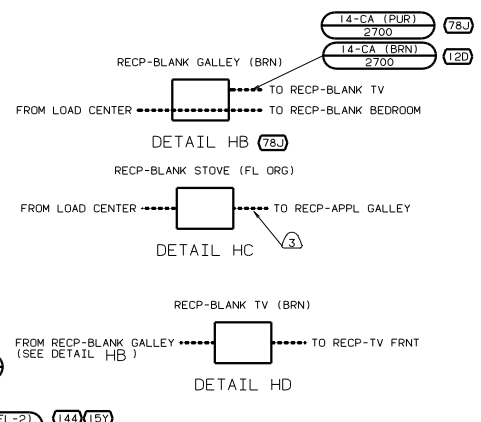 14-CA (PUR)
2700
78J
14-CA (BRN)
2700
12D
RECP-BLANK GALLEY (BRN)
TO RECP-BLANK TV
FROM LOAD CENTER
TO RECP-BLANK BEDROOM
DETAIL HB 78J
RECP-BLANK STOVE (FL ORG)
FROM LOAD CENTER
TO RECP-APPL GALLEY
3
DETAIL HC
RECP-BLANK TV (BRN)
FROM RECP-BLANK GALLEY
(SEE DETAIL HB )
TO RECP-TV FRNT
DETAIL HD
EL-2)
144
15Y